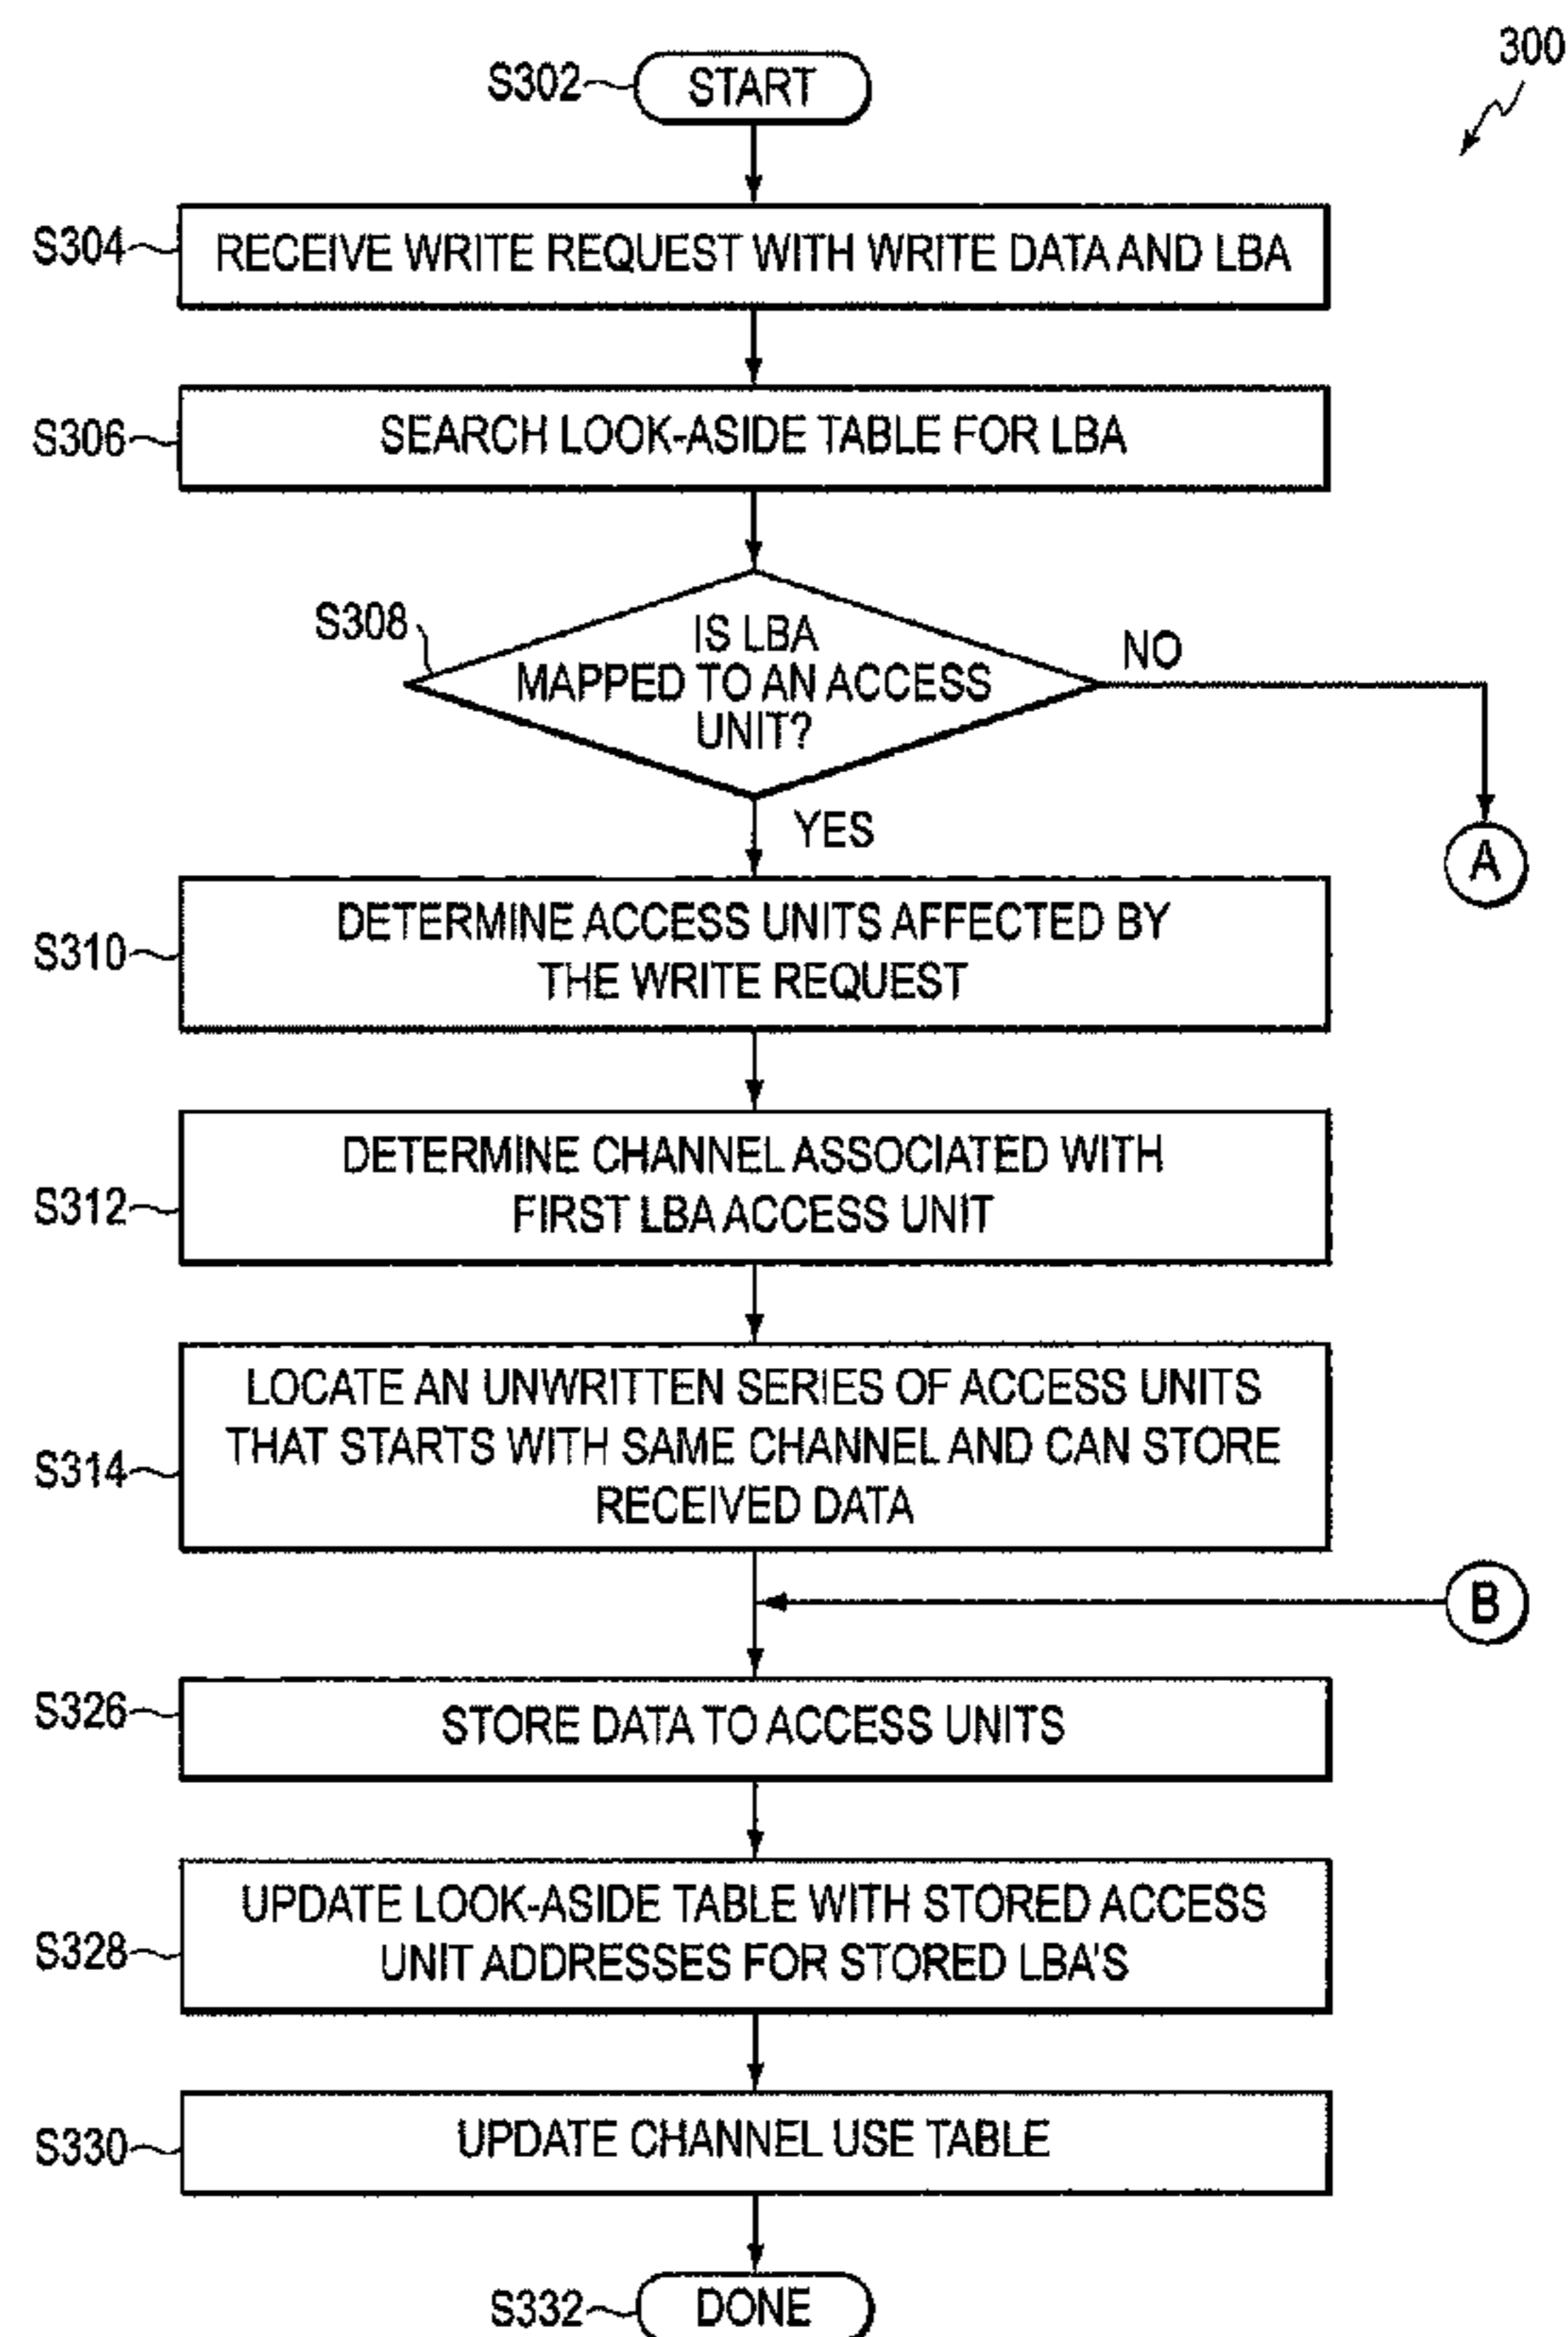 300
S302
START
S304
RECEIVE WRITE REQUEST WITH WRITE DATA AND LBA
S306
SEARCH LOOK-ASIDE TABLE FOR LBA
S308
IS LBA
MAPPED TO AN ACCESS
UNIT?
NO
YES
A
S310
DETERMINE ACCESS UNITS AFFECTED BY
THE WRITE REQUEST
S312
DETERMINE CHANNEL ASSOCIATED WITH
FIRST LBA ACCESS UNIT
S314
LOCATE AN UNWRITTEN SERIES OF ACCESS UNITS
THAT STARTS WITH SAME CHANNEL AND CAN STORE
RECEIVED DATA
B
S326
STORE DATA TO ACCESS UNITS
S328
UPDATE LOOK-ASIDE TABLE WITH STORED ACCESS
UNIT ADDRESSES FOR STORED LBA'S
S330
UPDATE CHANNEL USE TABLE
S332
DONE